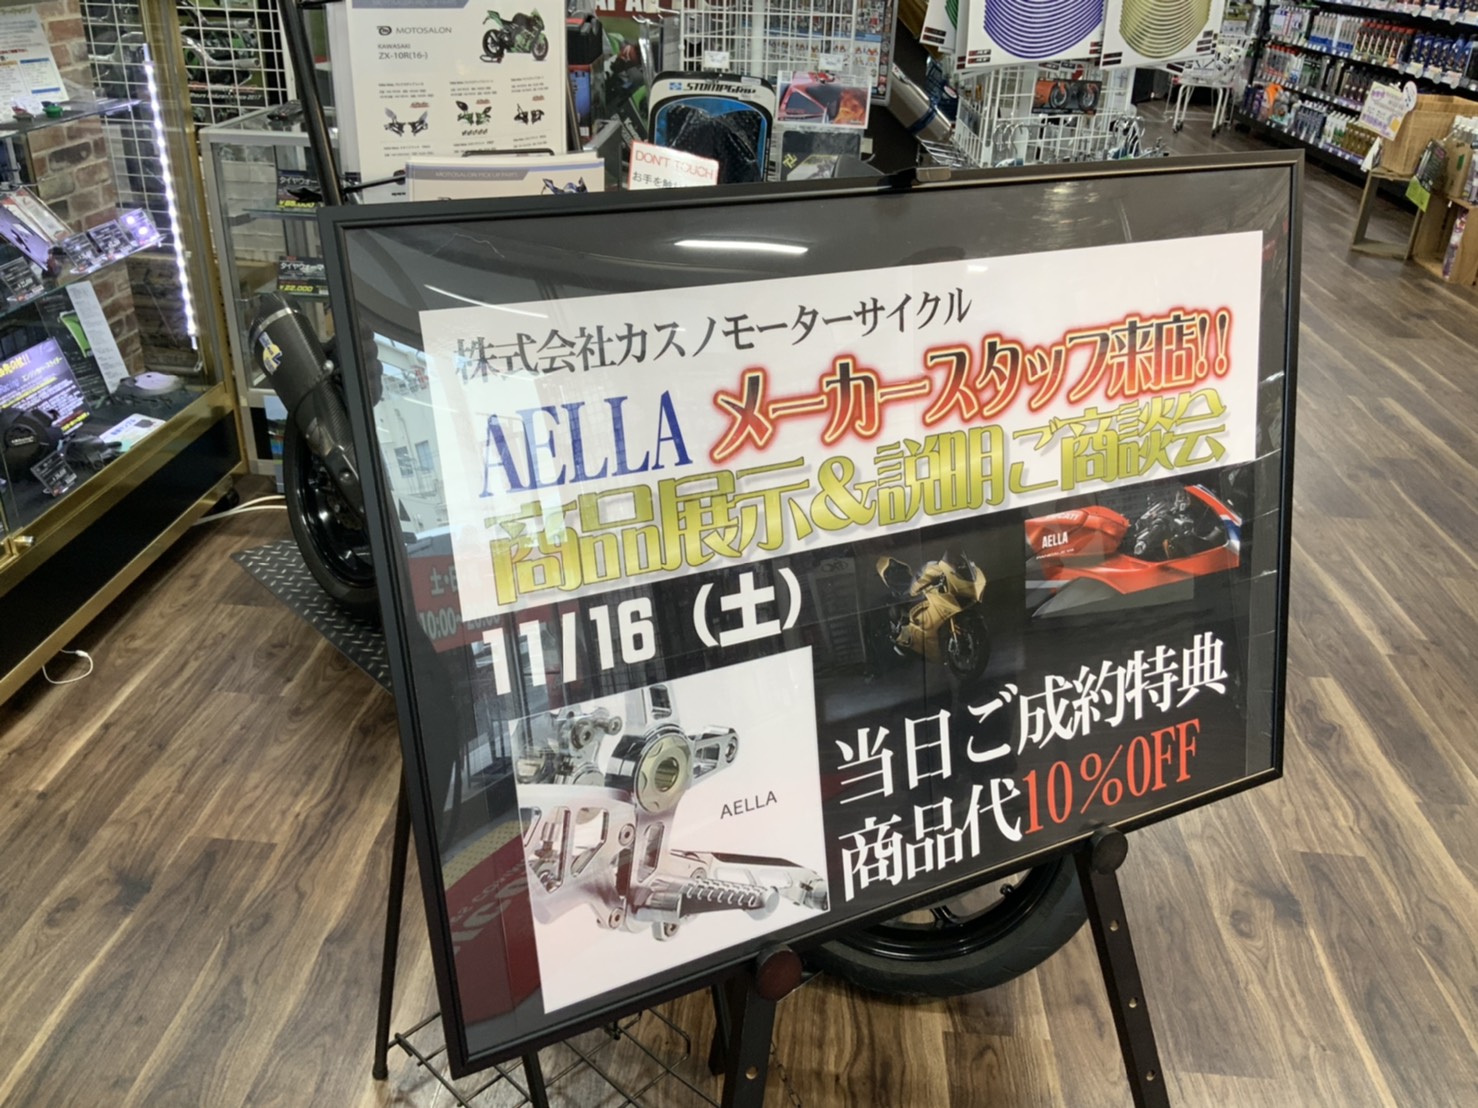 MOTOSALON
KAWASAKI
ZX-10R(16-)
STOMPGRIP
DON'T TOUCH
¥22,000
株式会社カスノモーターサイクル
AELLA メーカースタッフ来店!!
商品展示&説明ご商談会
11/16（土）
AELLA
AELLA
当日ご成約特典
商品代10%OFF